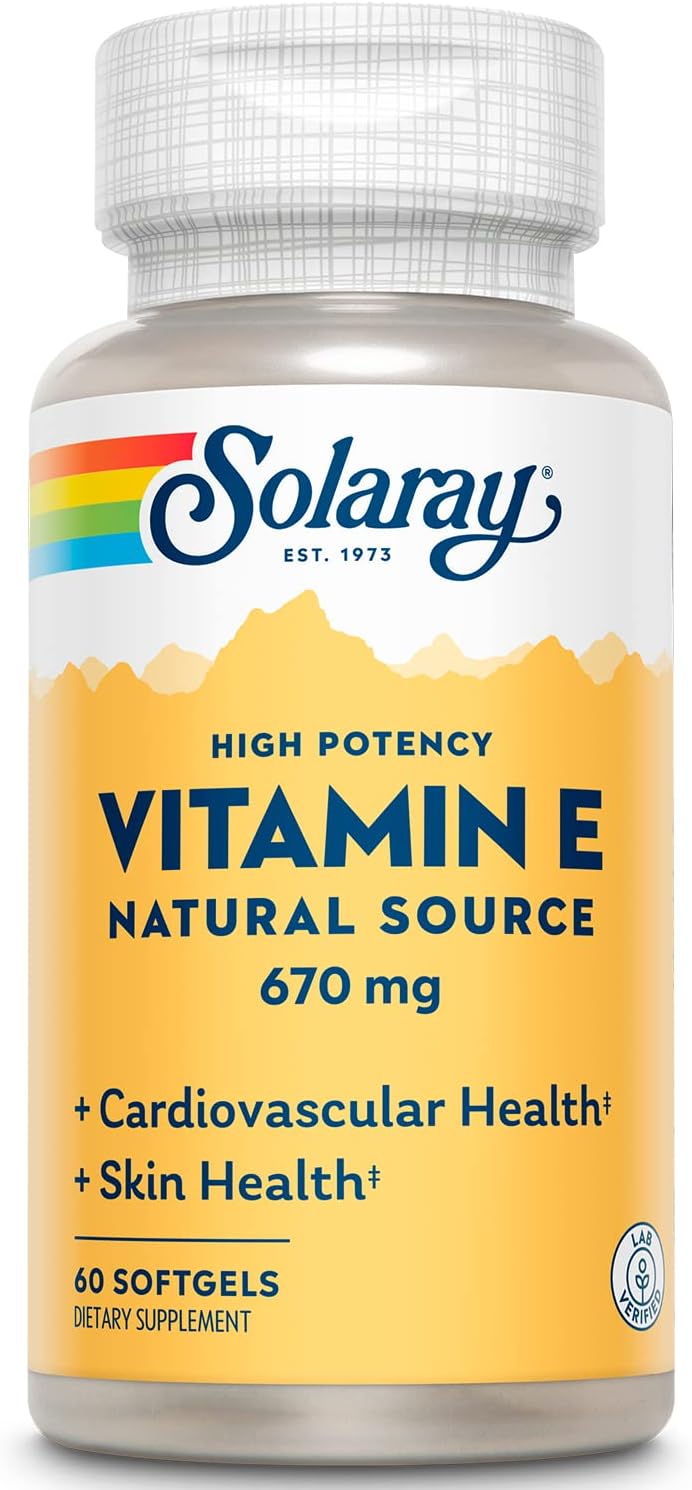 Solaray®
EST. 1973
HIGH POTENCY
VITAMIN E
NATURAL SOURCE
670 mg
+ Cardiovascular Health‡
+ Skin Health‡
60 SOFTGELS
DIETARY SUPPLEMENT
LAB
VERIFIED